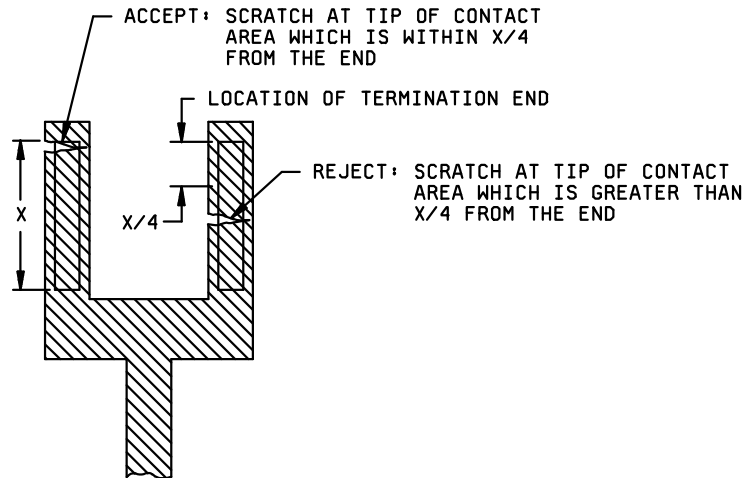 ACCEPT: SCRATCH AT TIP OF CONTACT
AREA WHICH IS WITHIN X/4
FROM THE END
LOCATION OF TERMINATION END
REJECT: SCRATCH AT TIP OF CONTACT
AREA WHICH IS GREATER THAN
X/4 FROM THE END
X
X/4